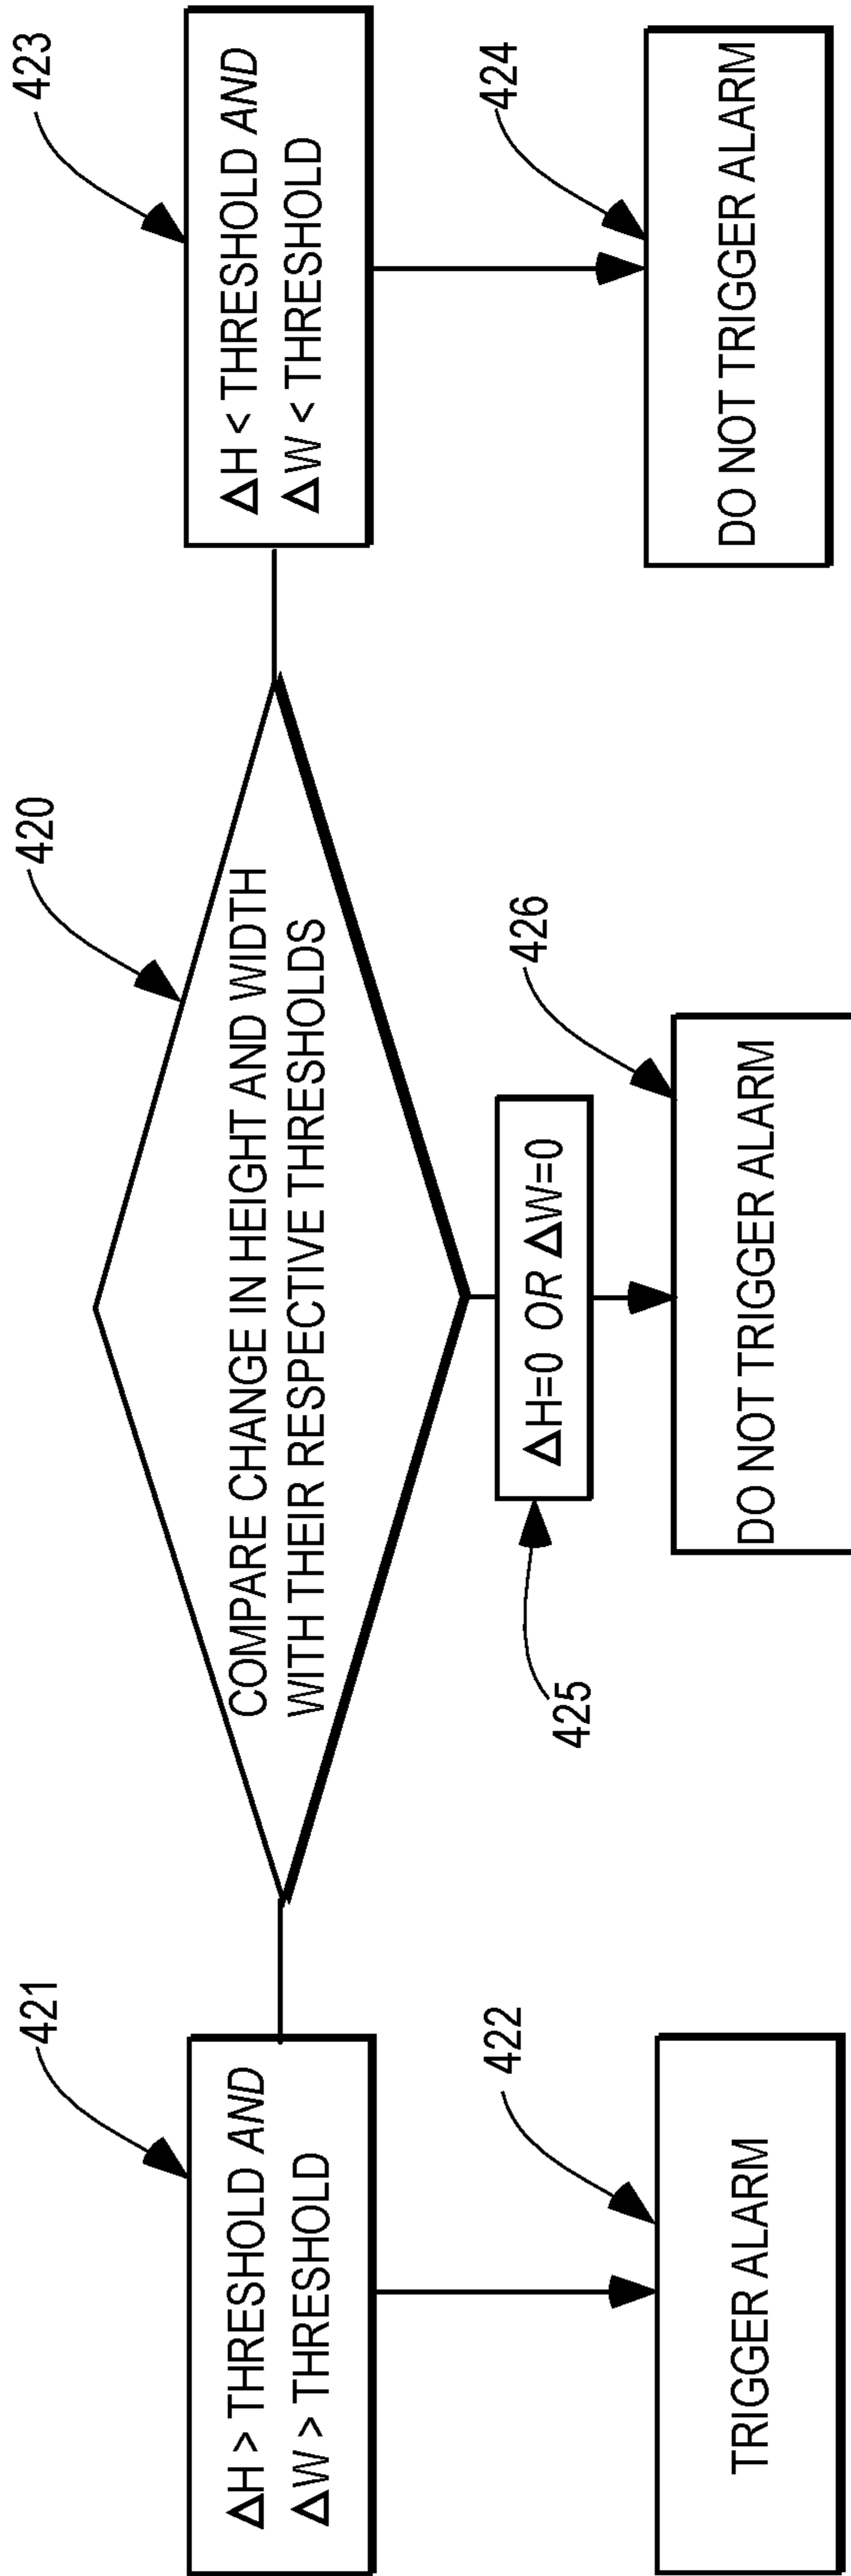 420
COMPARE CHANGE IN HEIGHT AND WIDTH
WITH THEIR RESPECTIVE THRESHOLDS
421
ΔH > THRESHOLD AND
ΔW > THRESHOLD
422
TRIGGER ALARM
425
ΔH=0 OR ΔW=0
426
DO NOT TRIGGER ALARM
423
ΔH < THRESHOLD AND
ΔW < THRESHOLD
424
DO NOT TRIGGER ALARM